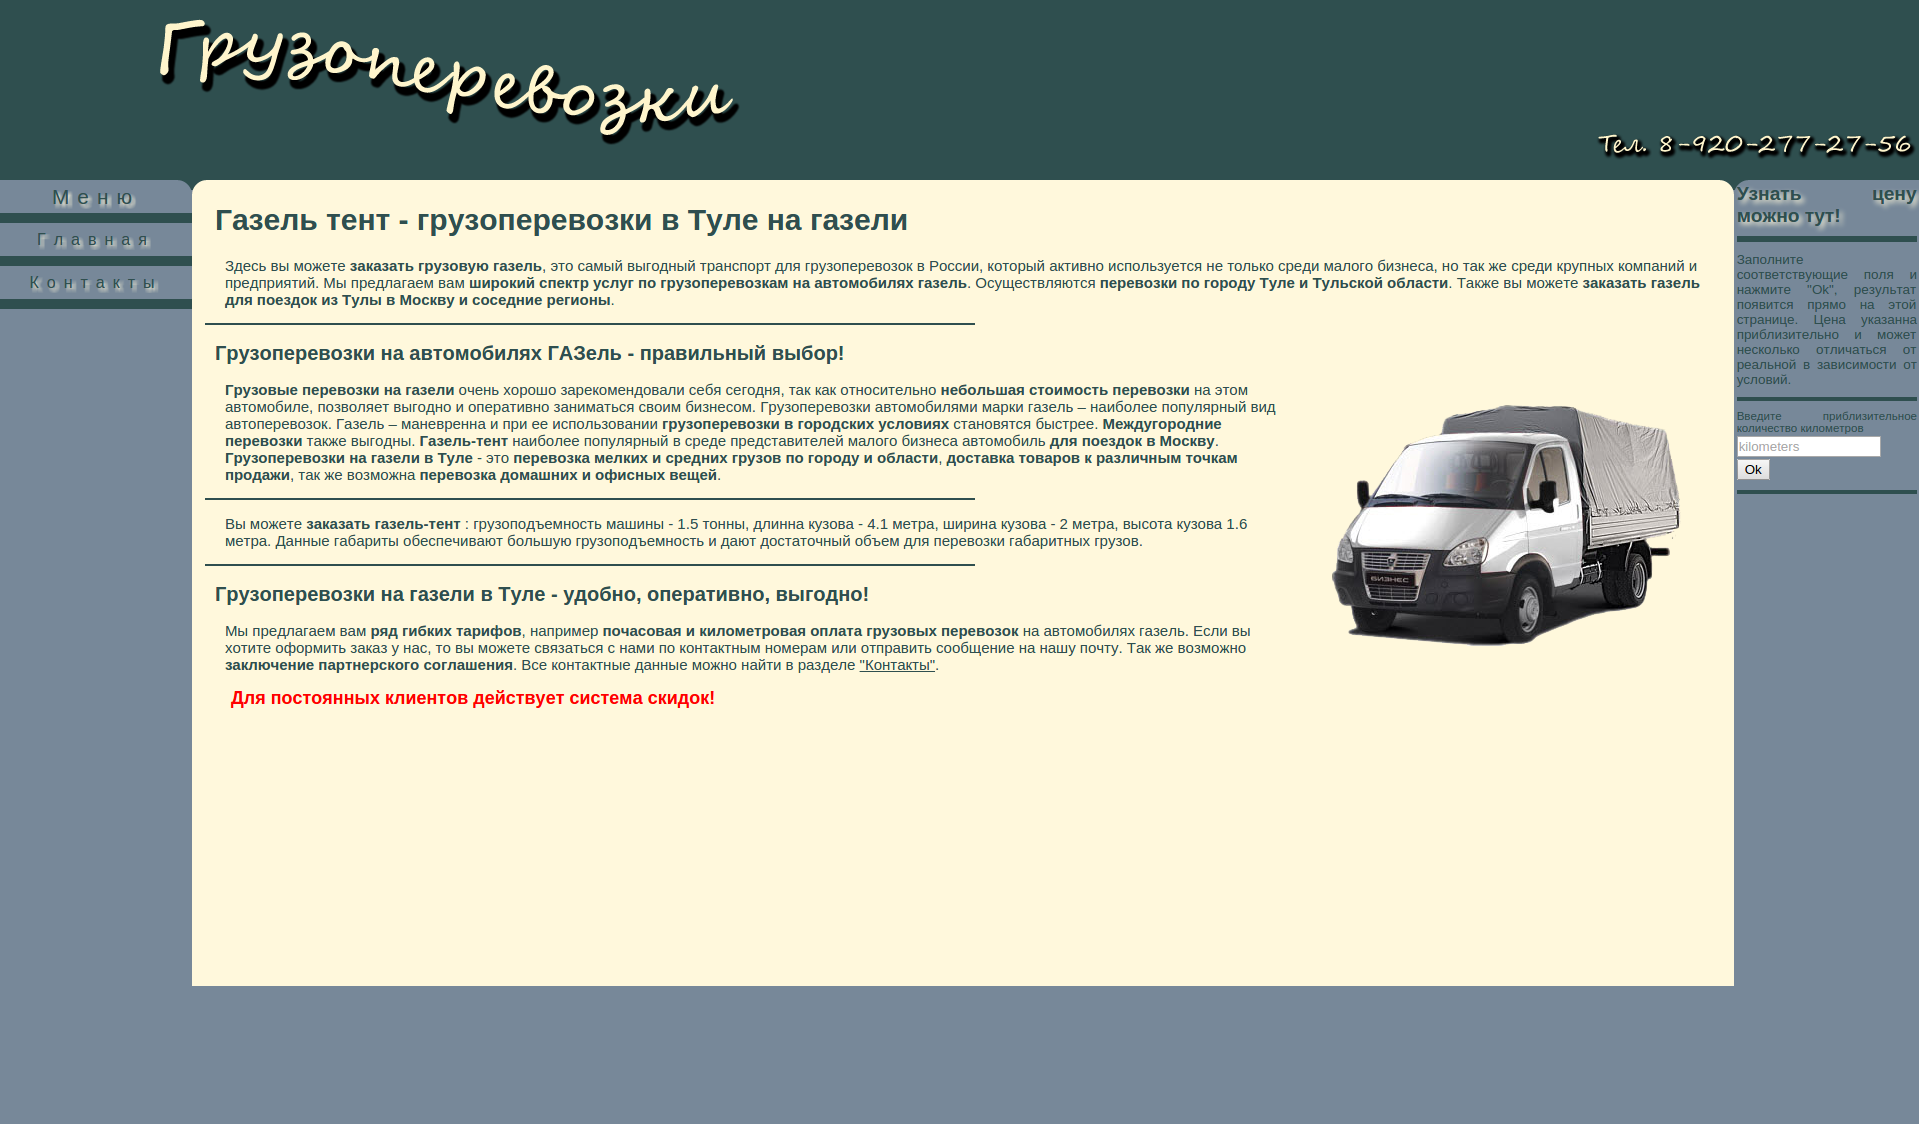 Грузоперевозки
Тел. 8-920-277-27-56
Меню
Главная
Контакты
Газель тент - грузоперевозки в Туле на газели
Здесь вы можете заказать грузовую газель, это самый выгодный транспорт для грузоперевозок в России, который активно используется не только среди малого бизнеса, но так же среди крупных компаний и
предприятий. Мы предлагаем вам широкий спектр услуг по грузоперевозкам на автомобилях газель. Осуществляются перевозки по городу Туле и Тульской области. Также вы можете заказать газель
для поездок из Тулы в Москву и соседние регионы.
Грузоперевозки на автомобилях ГАЗель - правильный выбор!
Грузовые перевозки на газели очень хорошо зарекомендовали себя сегодня, так как относительно небольшая стоимость перевозки на этом
автомобиле, позволяет выгодно и оперативно заниматься своим бизнесом. Грузоперевозки автомобилями марки газель – наиболее популярный вид
автоперевозок. Газель – маневренна и при ее использовании грузоперевозки в городских условиях становятся быстрее. Междугородние
перевозки также выгодны. Газель-тент наиболее популярный в среде представителей малого бизнеса автомобиль для поездок в Москву.
Грузоперевозки на газели в Туле - это перевозка мелких и средних грузов по городу и области, доставка товаров к различным точкам
продажи, так же возможна перевозка домашних и офисных вещей.
Вы можете заказать газель-тент : грузоподъемность машины - 1.5 тонны, длинна кузова - 4.1 метра, ширина кузова - 2 метра, высота кузова 1.6
метра. Данные габариты обеспечивают большую грузоподъемность и дают достаточный объем для перевозки габаритных грузов.
Грузоперевозки на газели в Туле - удобно, оперативно, выгодно!
Мы предлагаем вам ряд гибких тарифов, например почасовая и километровая оплата грузовых перевозок на автомобилях газель. Если вы
хотите оформить заказ у нас, то вы можете связаться с нами по контактным номерам или отправить сообщение на нашу почту. Так же возможно
заключение партнерского соглашения. Все контактные данные можно найти в разделе "Контакты".
Для постоянных клиентов действует система скидок!
БИЗНЕС
Узнать цену
можно тут!
Заполните
соответствующие поля и
нажмите "Ok", результат
появится прямо на этой
странице. Цена указанна
приблизительно и может
несколько отличаться от
реальной в зависимости от
условий.
Введите приблизительное
количество километров
kilometers
Ok